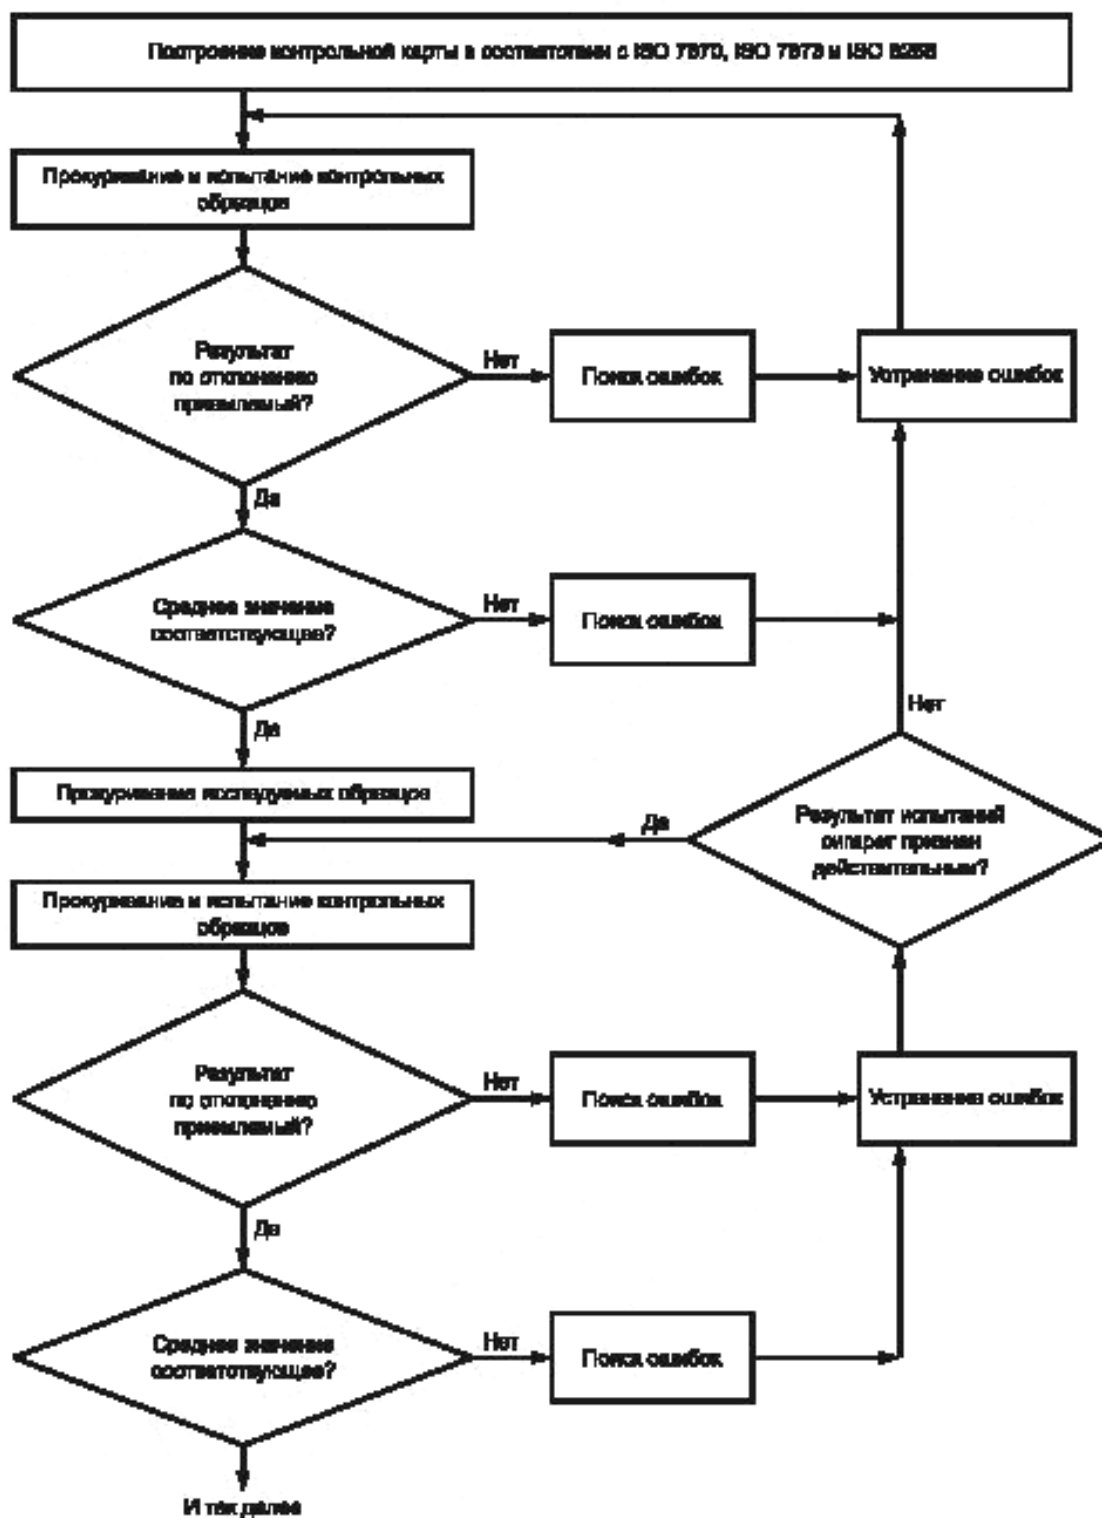 Построение контрольной карты в соответствии с ISO 7870, ISO 7873 и ISO 8258
Прокуривание и испытание контрольных
образцов
Результат
по отклонению
приемлемый?
Нет
Поиск ошибок
Устранение ошибок
Да
Среднее значение
соответствующее?
Нет
Поиск ошибок
Да
Нет
Прокуривание исследуемых образцов
Да
Результат испытаний
сигарет признан
действительным?
Прокуривание и испытание контрольных
образцов
Результат
по отклонению
приемлемый?
Нет
Поиск ошибок
Устранение ошибок
Да
Среднее значение
соответствующее?
Нет
Поиск ошибок
И так далее